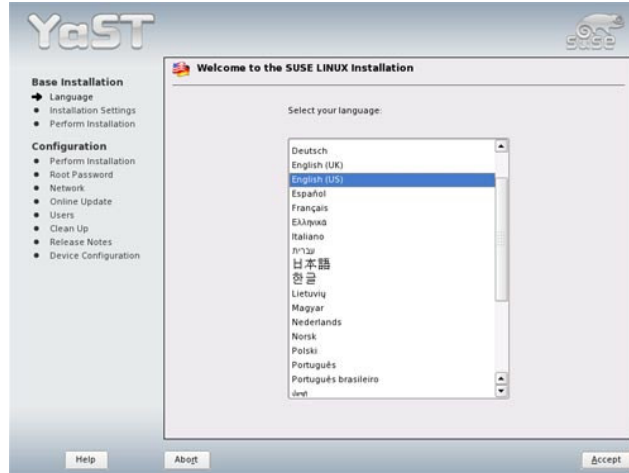 YaST
SUSE
Base Installation
Language
Installation Settings
Perform Installation
Configuration
Perform Installation
Root Password
Network
Online Update
Users
Clean Up
Release Notes
Device Configuration
Welcome to the SUSE LINUX Installation
Select your language:
Deutsch
English (UK)
English (US)
Español
Français
Ελληνικά
Italiano
עברית
日本語
한글
Lietuvių
Magyar
Nederlands
Norsk
Polski
Português
Português brasileiro
Help
Abort
Accept